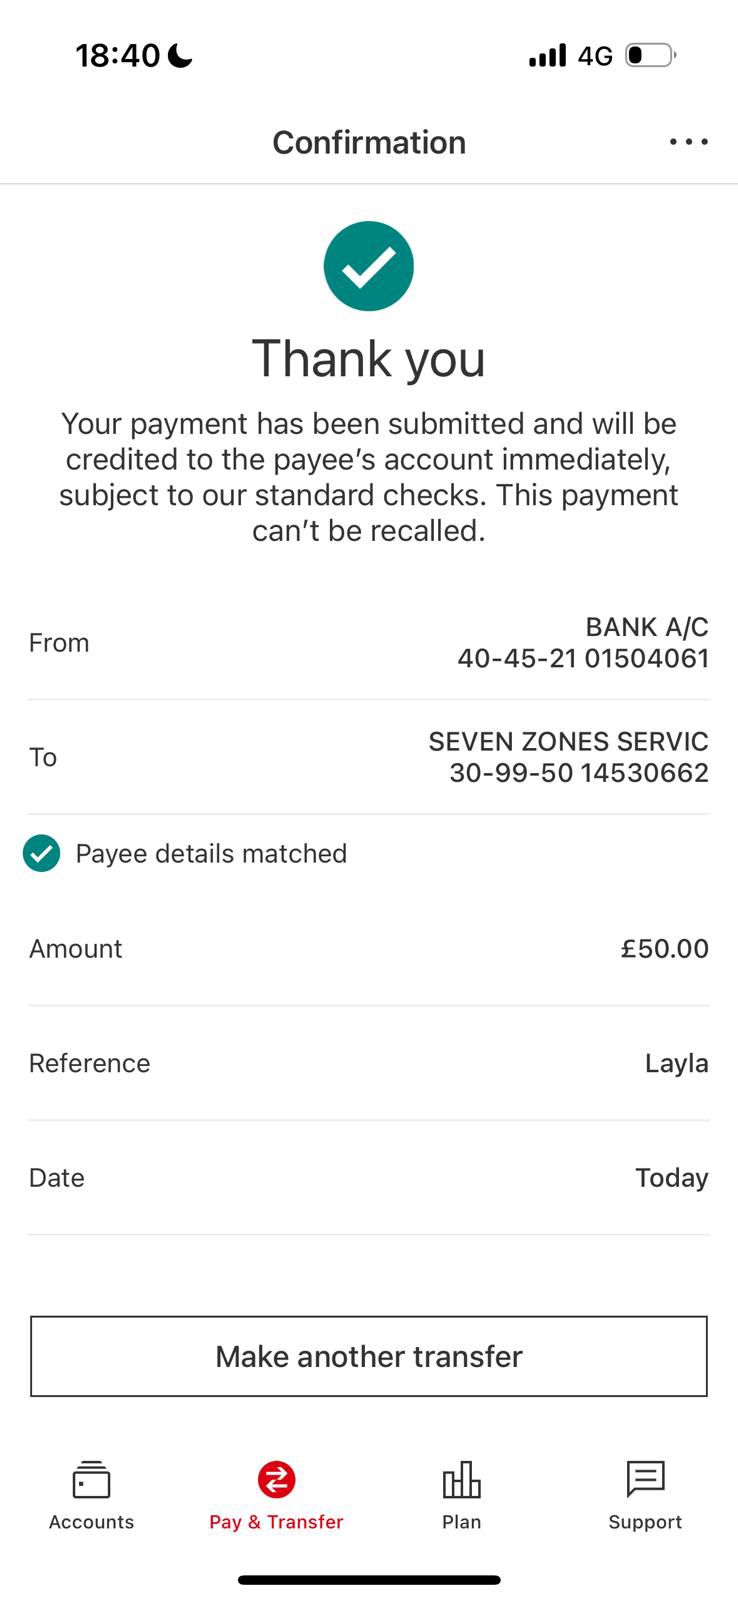 18:40
4G
Confirmation
Thank you
Your payment has been submitted and will be
credited to the payee’s account immediately,
subject to our standard checks. This payment
can’t be recalled.
From
BANK A/C
40-45-21 01504061
To
SEVEN ZONES SERVIC
30-99-50 14530662
Payee details matched
Amount
£50.00
Reference
Layla
Date
Today
Make another transfer
Accounts
Pay & Transfer
Plan
Support